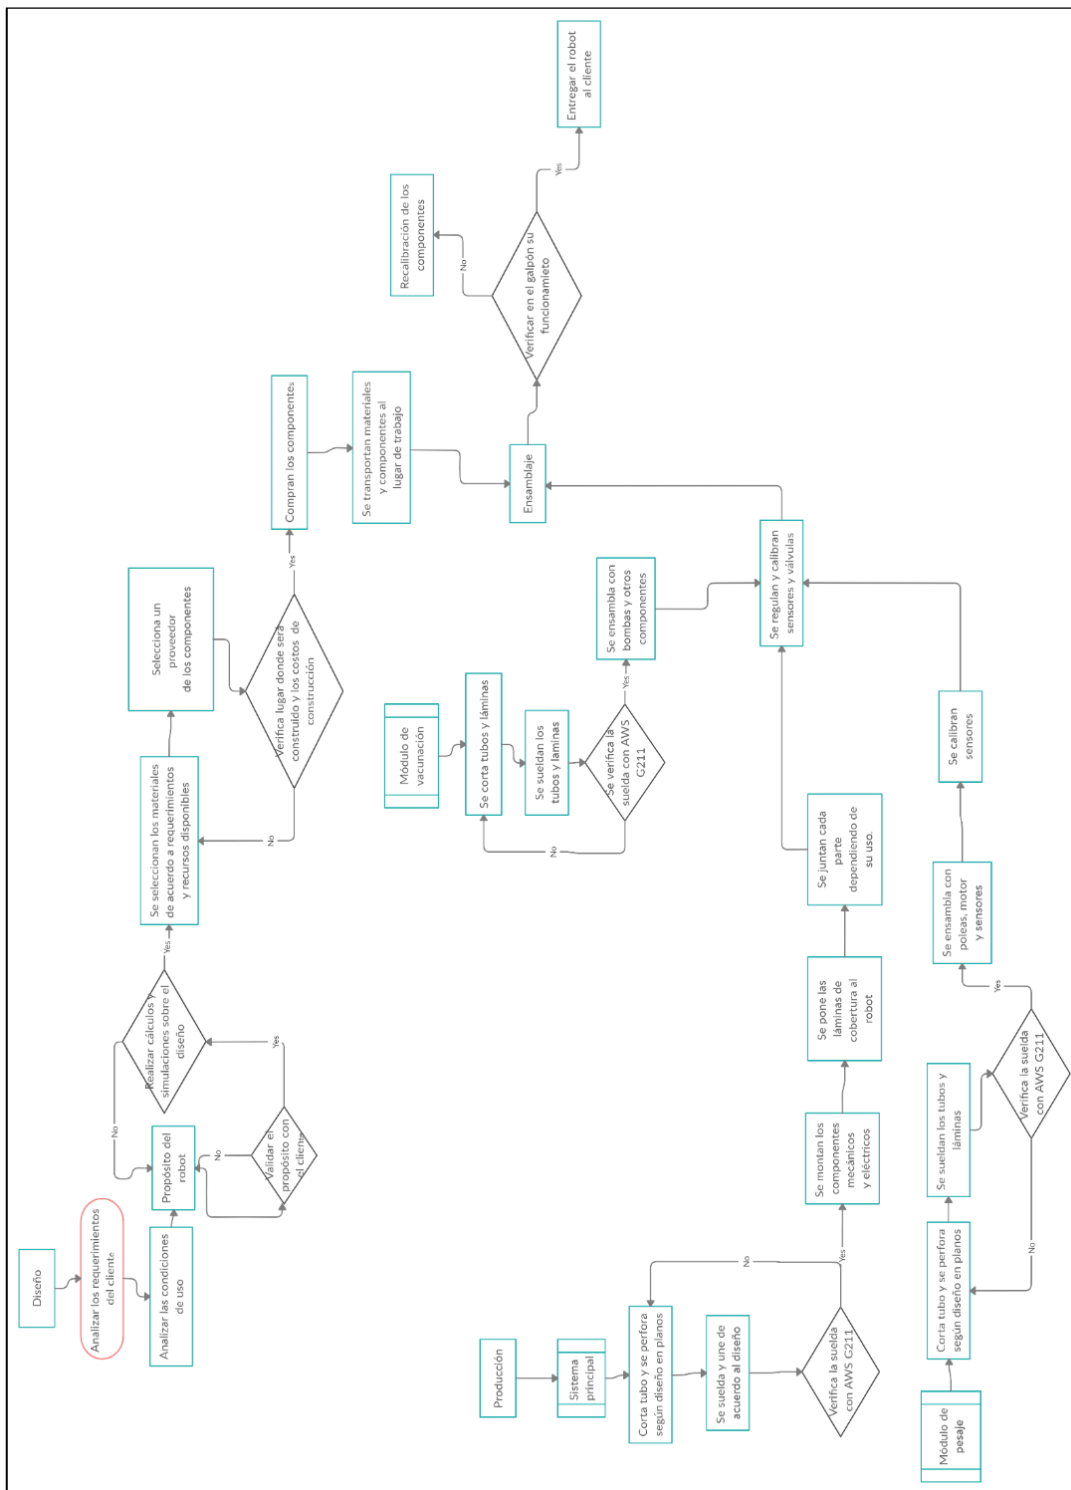 Diseño
Analizar los requerimientos
del cliente
Analizar las condiciones
de uso
Propósito del
robot
Validar el
propósito con
el cliente
No
Yes
Realizar cálculos y
simulaciones sobre el
diseño
No
Yes
Se seleccionan los materiales
de acuerdo a requerimientos
y recursos disponibles
Selecciona un
proveedor
de los componentes
Verifica lugar donde será
construido y los costos de
construcción
No
Yes
Compran los componentes
Se transportan materiales
y componentes al
lugar de trabajo
Ensamblaje
Verificar en el galpón su
funcionamieto
No
Recalibración de los
componentes
Yes
Entregar el robot
al cliente
Módulo de
vacunación
Se corta tubos y láminas
Se sueldan los
tubos y laminas
Se verifica la
suelda con AWS
G211
No
Yes
Se ensambla con
bombas y otros
componentes
Se regulan y calibran
sensores y válvulas
Producción
Sistema
principal
Corta tubo y se perfora
según diseño en planos
Se suelda y une de
acuerdo al diseño
Verifica la suelda
con AWS G211
No
Yes
Se montan los
componentes
mecánicos
y eléctricos
Se pone las
láminas de
cobertura al
robot
Se juntan cada
parte
dependiendo de
su uso.
Módulo de
pesaje
Corta tubo y se perfora
según diseño en planos
Se sueldan los tubos y
láminas
Verifica la suelda
con AWS G211
No
Yes
Se ensambla con
poleas, motor
y sensores
Se calibran
sensores